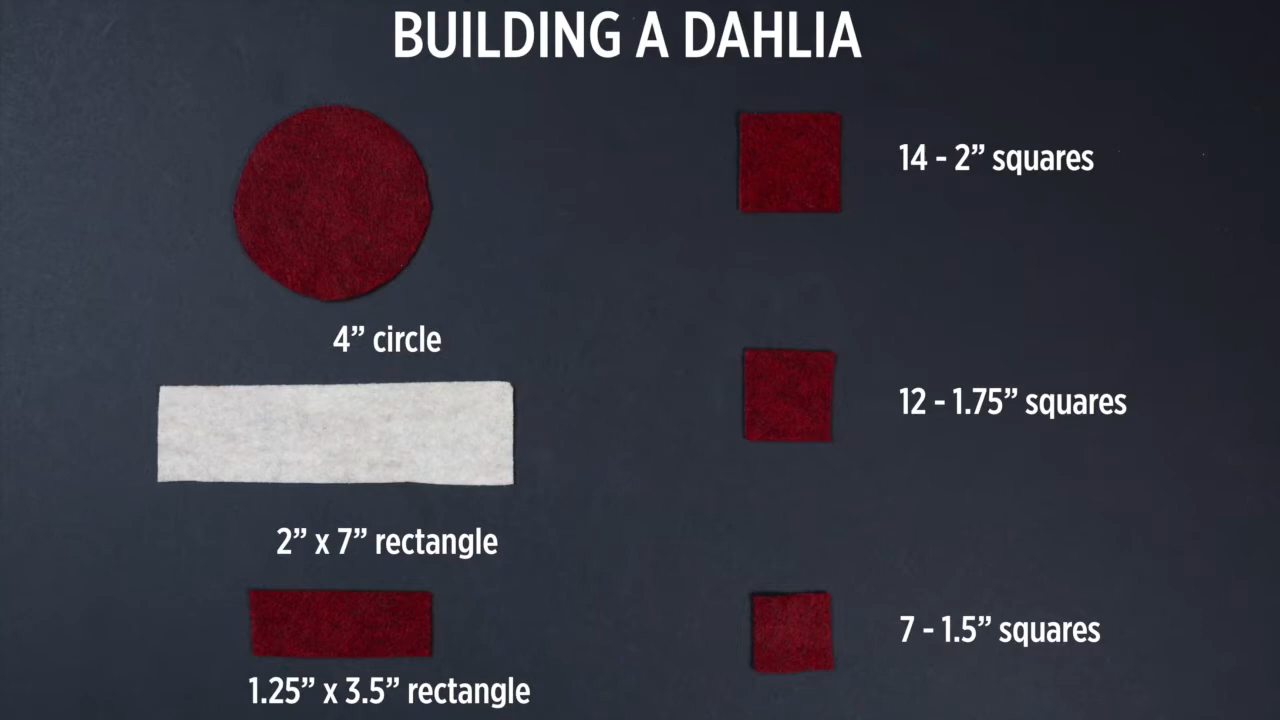 BUILDING A DAHLIA
4” circle
2” x 7” rectangle
1.25” x 3.5” rectangle
14 - 2” squares
12 - 1.75” squares
7 - 1.5” squares